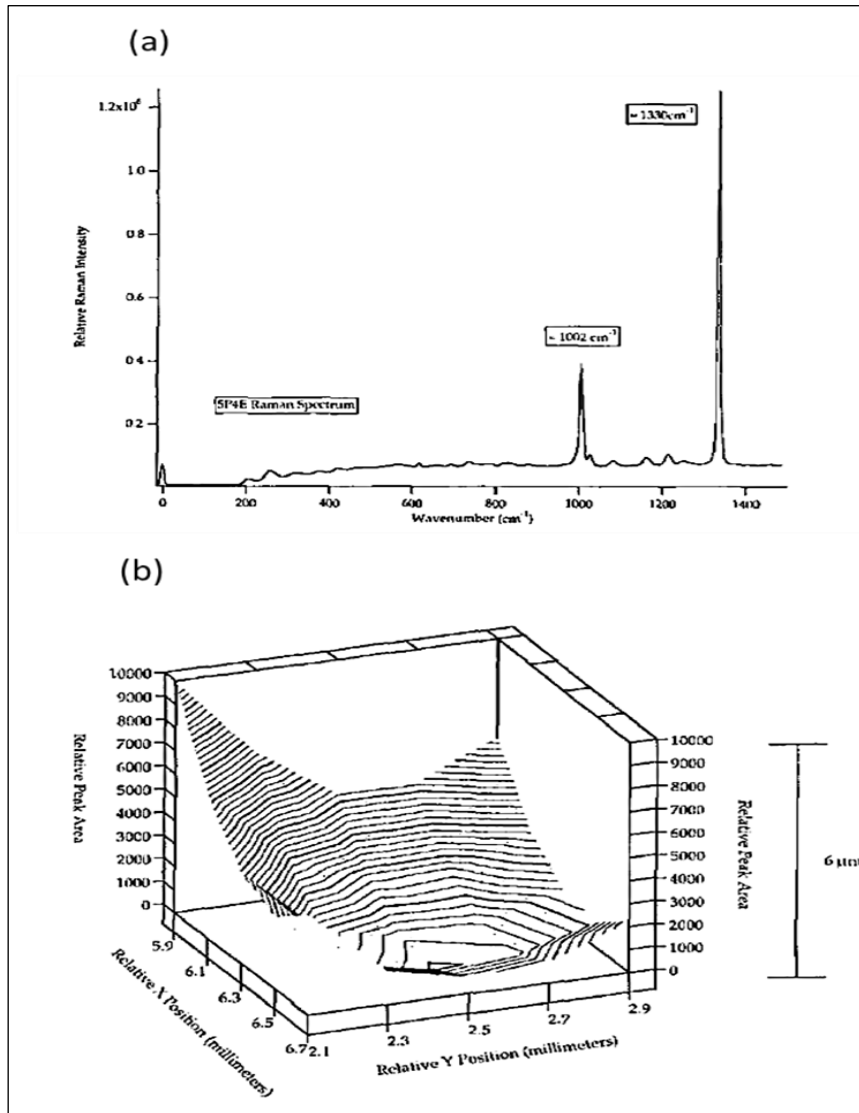 (a)
1.2x10⁶
≈ 1330cm⁻¹
1.0
0.8
Relative Raman Intensity
0.6
≈ 1002 cm⁻¹
0.4
5P4E Raman Spectrum
0.2
0 200 400 600 800 1000 1200 1400
Wavenumber (cm⁻¹)
(b)
10000
9000
8000
7000
6000
5000
4000
3000
2000
1000
0
Relative Peak Area
10000
9000
8000
7000
6000
5000
4000
3000
2000
1000
0
Relative Peak Area
6 μm
5.9
6.1
6.3
6.5
6.7
Relative X Position (millimeters)
2.1
2.3
2.5
2.7
2.9
Relative Y Position (millimeters)